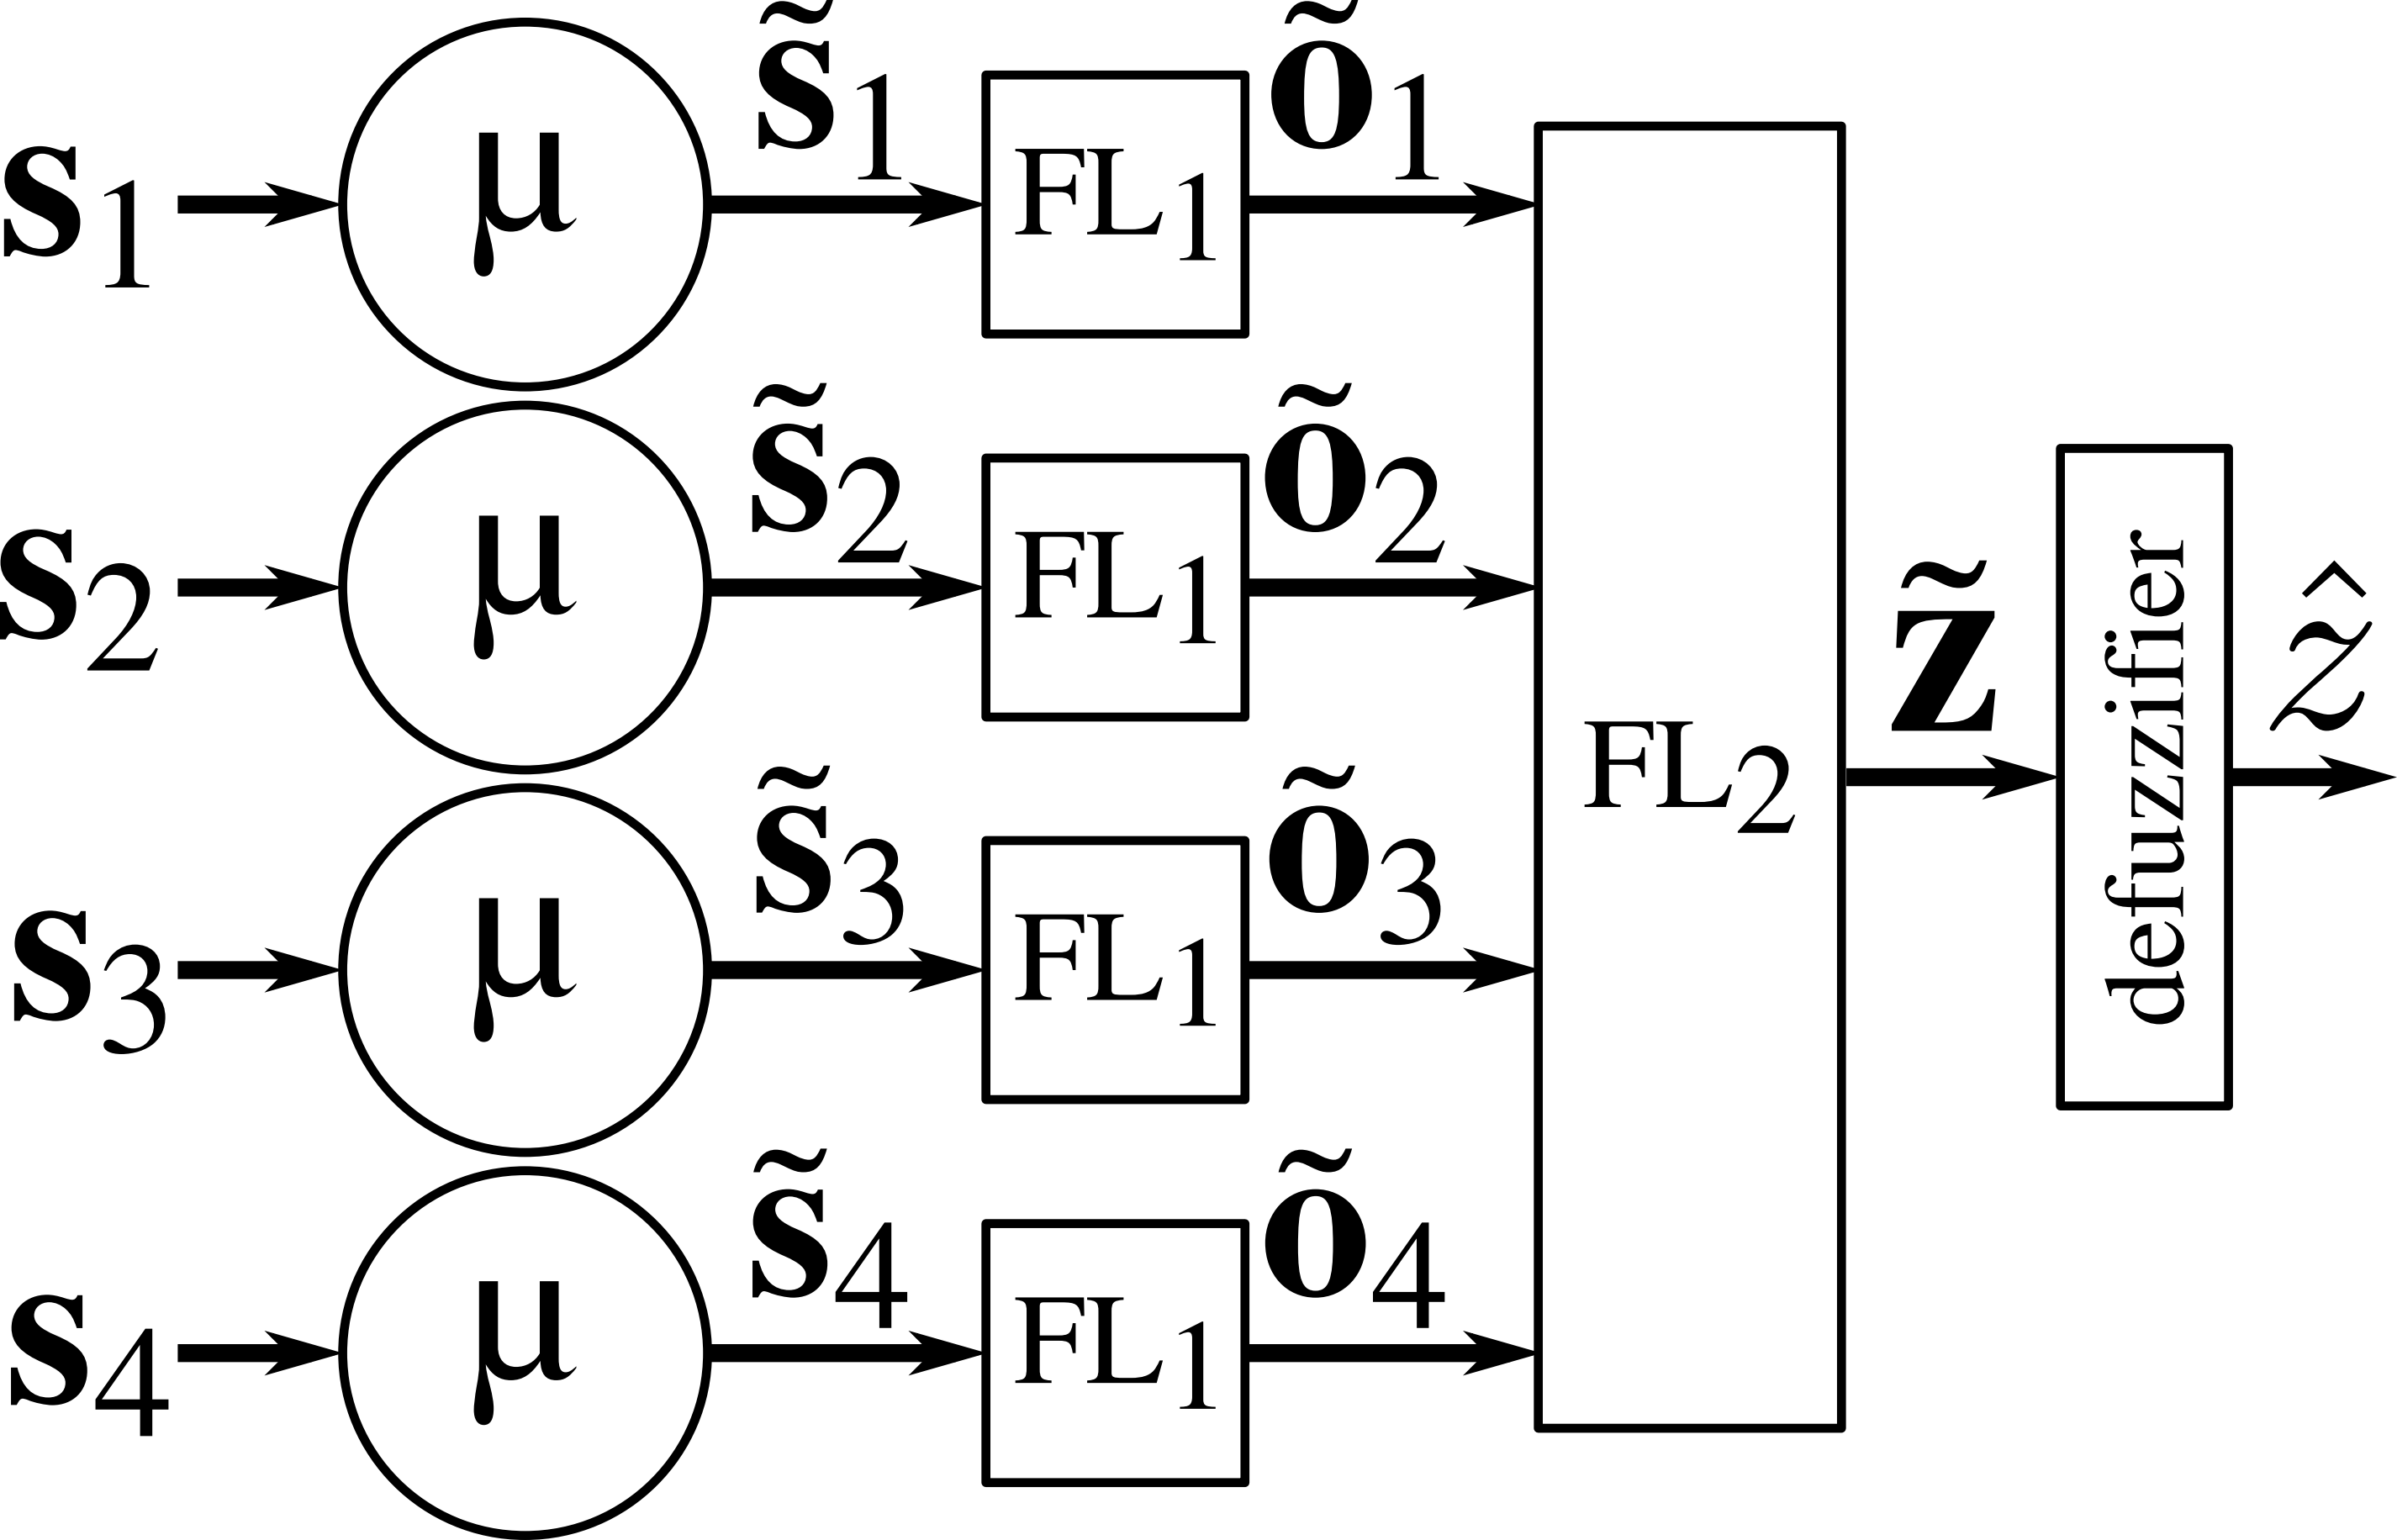 s₁ μ s̃₁ FL₁ õ₁
s₂ μ s̃₂ FL₁ õ₂
s₃ μ s̃₃ FL₁ õ₃
s₄ μ s̃₄ FL₁ õ₄
FL₂
z̃
defuzzifier
ẑ